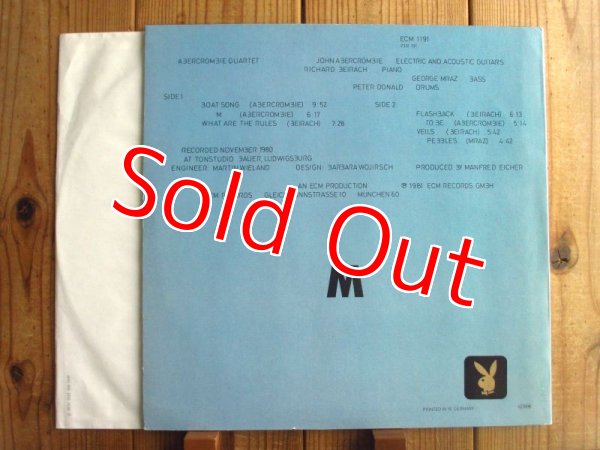 ECM 1191
ABERCROMBIE QUARTET
JOHN ABERCROMBIE ELECTRIC AND ACOUSTIC GUITARS
RICHARD BEIRACH PIANO
GEORGE MRAZ BASS
PETER DONALD DRUMS
SIDE 1
BOAT SONG (ABERCROMBIE) 9:52
M (ABERCROMBIE) 6:17
WHAT ARE THE RULES (BEIRACH) 7:26
SIDE 2
FLASHBACK (BEIRACH) 6:13
TO BE (ABERCROMBIE) 5:14
VEILS (BEIRACH) 5:42
PEBBLES (MRAZ) 4:42
RECORDED NOVEMBER 1980
AT TONSTUDIO BAUER, LUDWIGSBURG
ENGINEER MARTIN WIELAND DESIGN: BARBARA WOJIRSCH PRODUCED BY MANFRED EICHER
AN ECM PRODUCTION ℗ 1981 ECM RECORDS GMBH
MÜNCHEN 60
Sold Out
M
PRINTED IN W. GERMANY